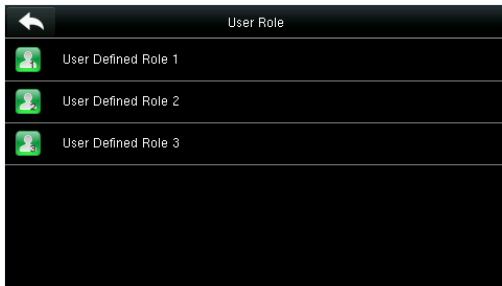 User Role
User Defined Role 1
User Defined Role 2
User Defined Role 3